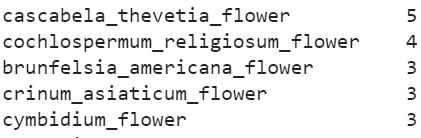 cascabela_thevetia_flower 5
cochlospermum_religiosum_flower 4
brunfelsia_americana_flower 3
crinum_asiaticum_flower 3
cymbidium_flower 3